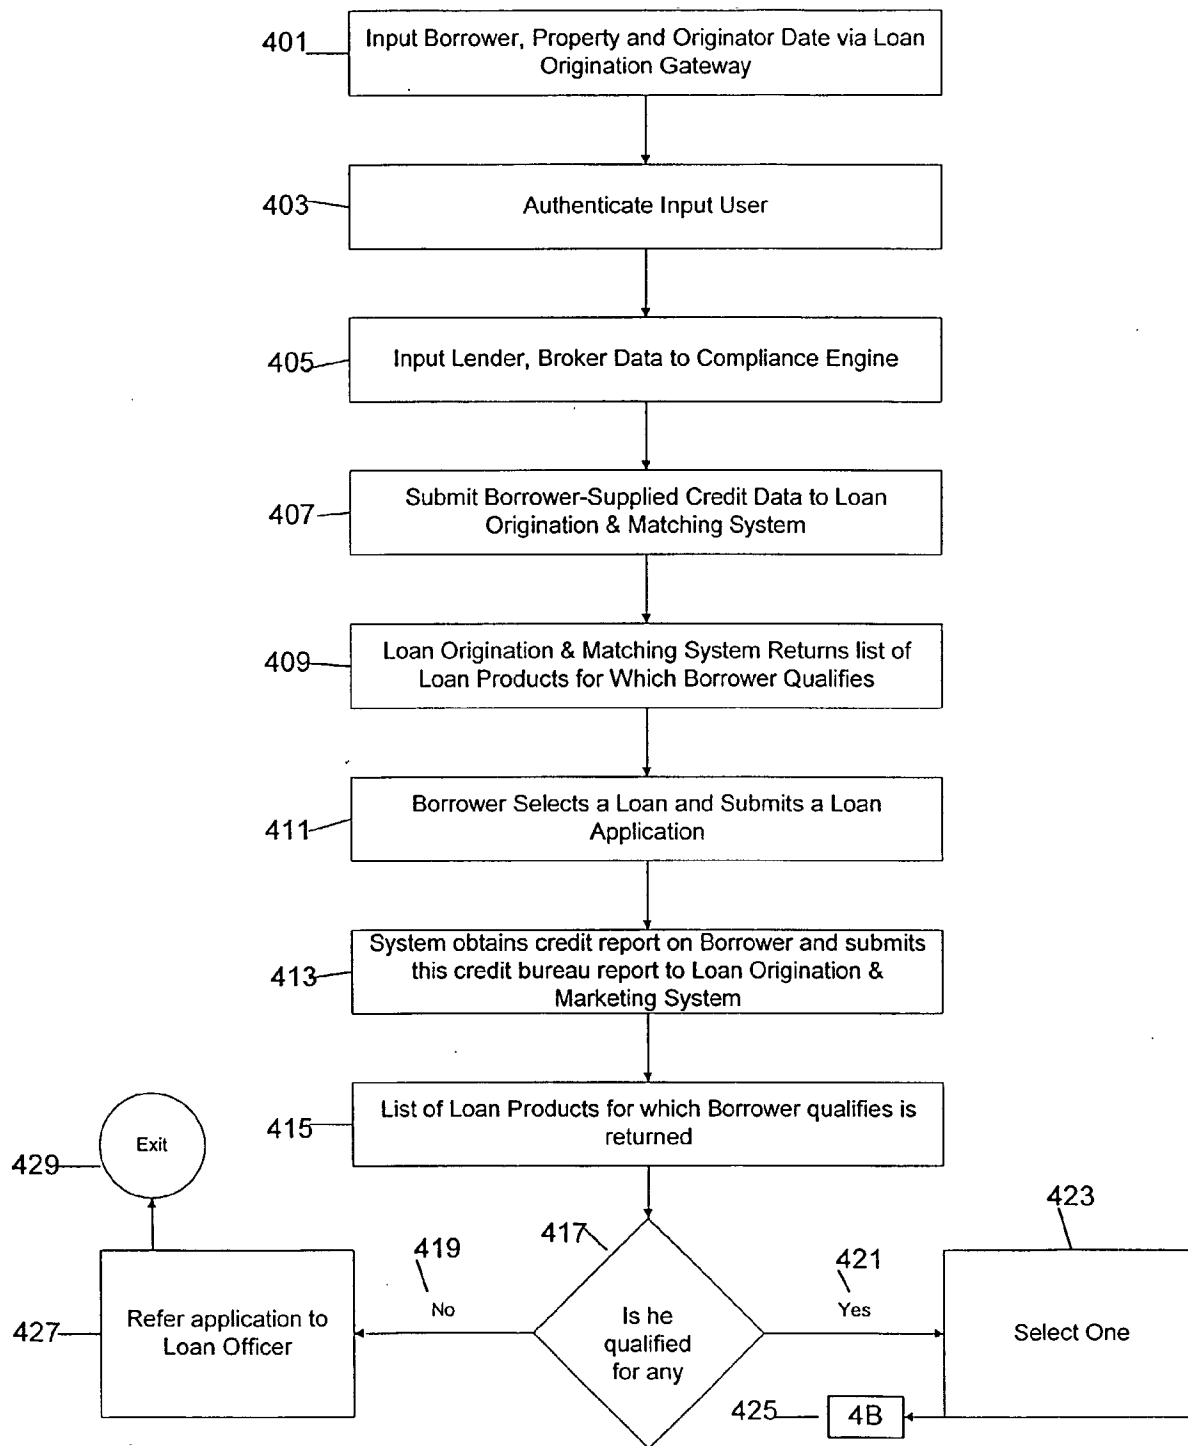 401
Input Borrower, Property and Originator Date via Loan
Origination Gateway
403
Authenticate Input User
405
Input Lender, Broker Data to Compliance Engine
407
Submit Borrower-Supplied Credit Data to Loan
Origination & Matching System
409
Loan Origination & Matching System Returns list of
Loan Products for Which Borrower Qualifies
411
Borrower Selects a Loan and Submits a Loan
Application
413
System obtains credit report on Borrower and submits
this credit bureau report to Loan Origination &
Marketing System
415
List of Loan Products for which Borrower qualifies is
returned
Exit
429
417
419
No
421
Yes
423
427
Refer application to
Loan Officer
Is he
qualified
for any
Select One
425
4B